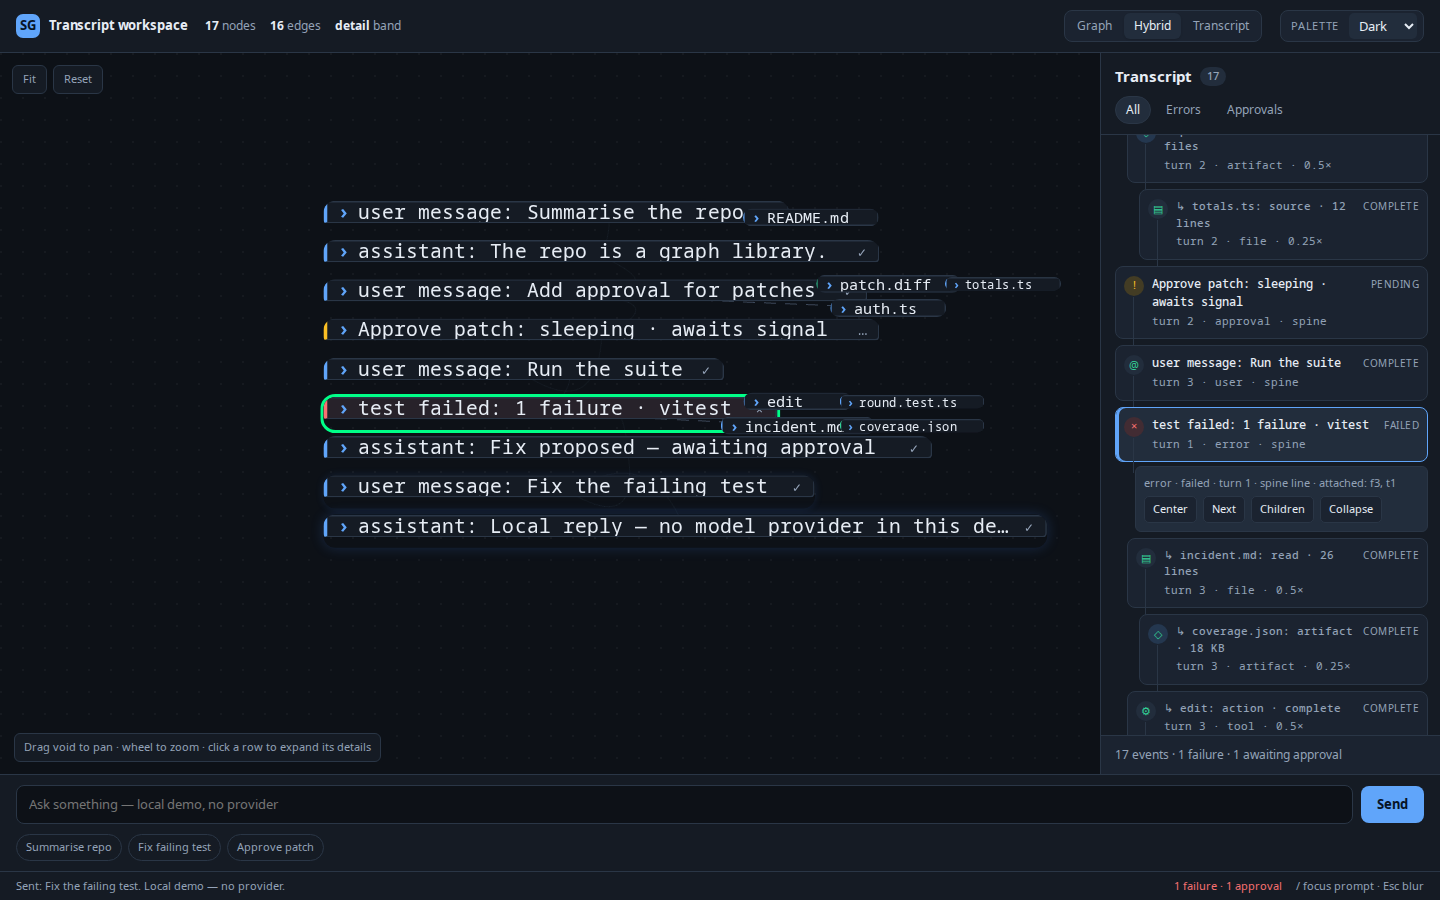 SG Transcript workspace 17 nodes 16 edges detail band Graph Hybrid Transcript PALETTE Dark
Fit Reset
› user message: Summarise the repo
› README.md
› assistant: The repo is a graph library. ✓
› user message: Add approval for patches
› patch.diff
› totals.ts
› auth.ts
› Approve patch: sleeping · awaits signal …
› user message: Run the suite ✓
› test failed: 1 failure · vitest
› edit
› round.test.ts
› incident.md
› coverage.json
› assistant: Fix proposed — awaiting approval ✓
› user message: Fix the failing test ✓
› assistant: Local reply — no model provider in this de… ✓
Drag void to pan · wheel to zoom · click a row to expand its details
Transcript 17
All Errors Approvals
files
turn 2 · artifact · 0.5×
↳ totals.ts: source · 12 COMPLETE
lines
turn 2 · file · 0.25×
! Approve patch: sleeping · PENDING
awaits signal
turn 2 · approval · spine
@ user message: Run the suite COMPLETE
turn 3 · user · spine
× test failed: 1 failure · vitest FAILED
turn 1 · error · spine
error · failed · turn 1 · spine line · attached: f3, t1
Center Next Children Collapse
↳ incident.md: read · 26 COMPLETE
lines
turn 3 · file · 0.5×
↳ coverage.json: artifact COMPLETE
· 18 KB
turn 3 · artifact · 0.25×
↳ edit: action · complete COMPLETE
turn 3 · tool · 0.5×
17 events · 1 failure · 1 awaiting approval
Ask something — local demo, no provider
Send
Summarise repo Fix failing test Approve patch
Sent: Fix the failing test. Local demo — no provider.
1 failure · 1 approval / focus prompt · Esc blur